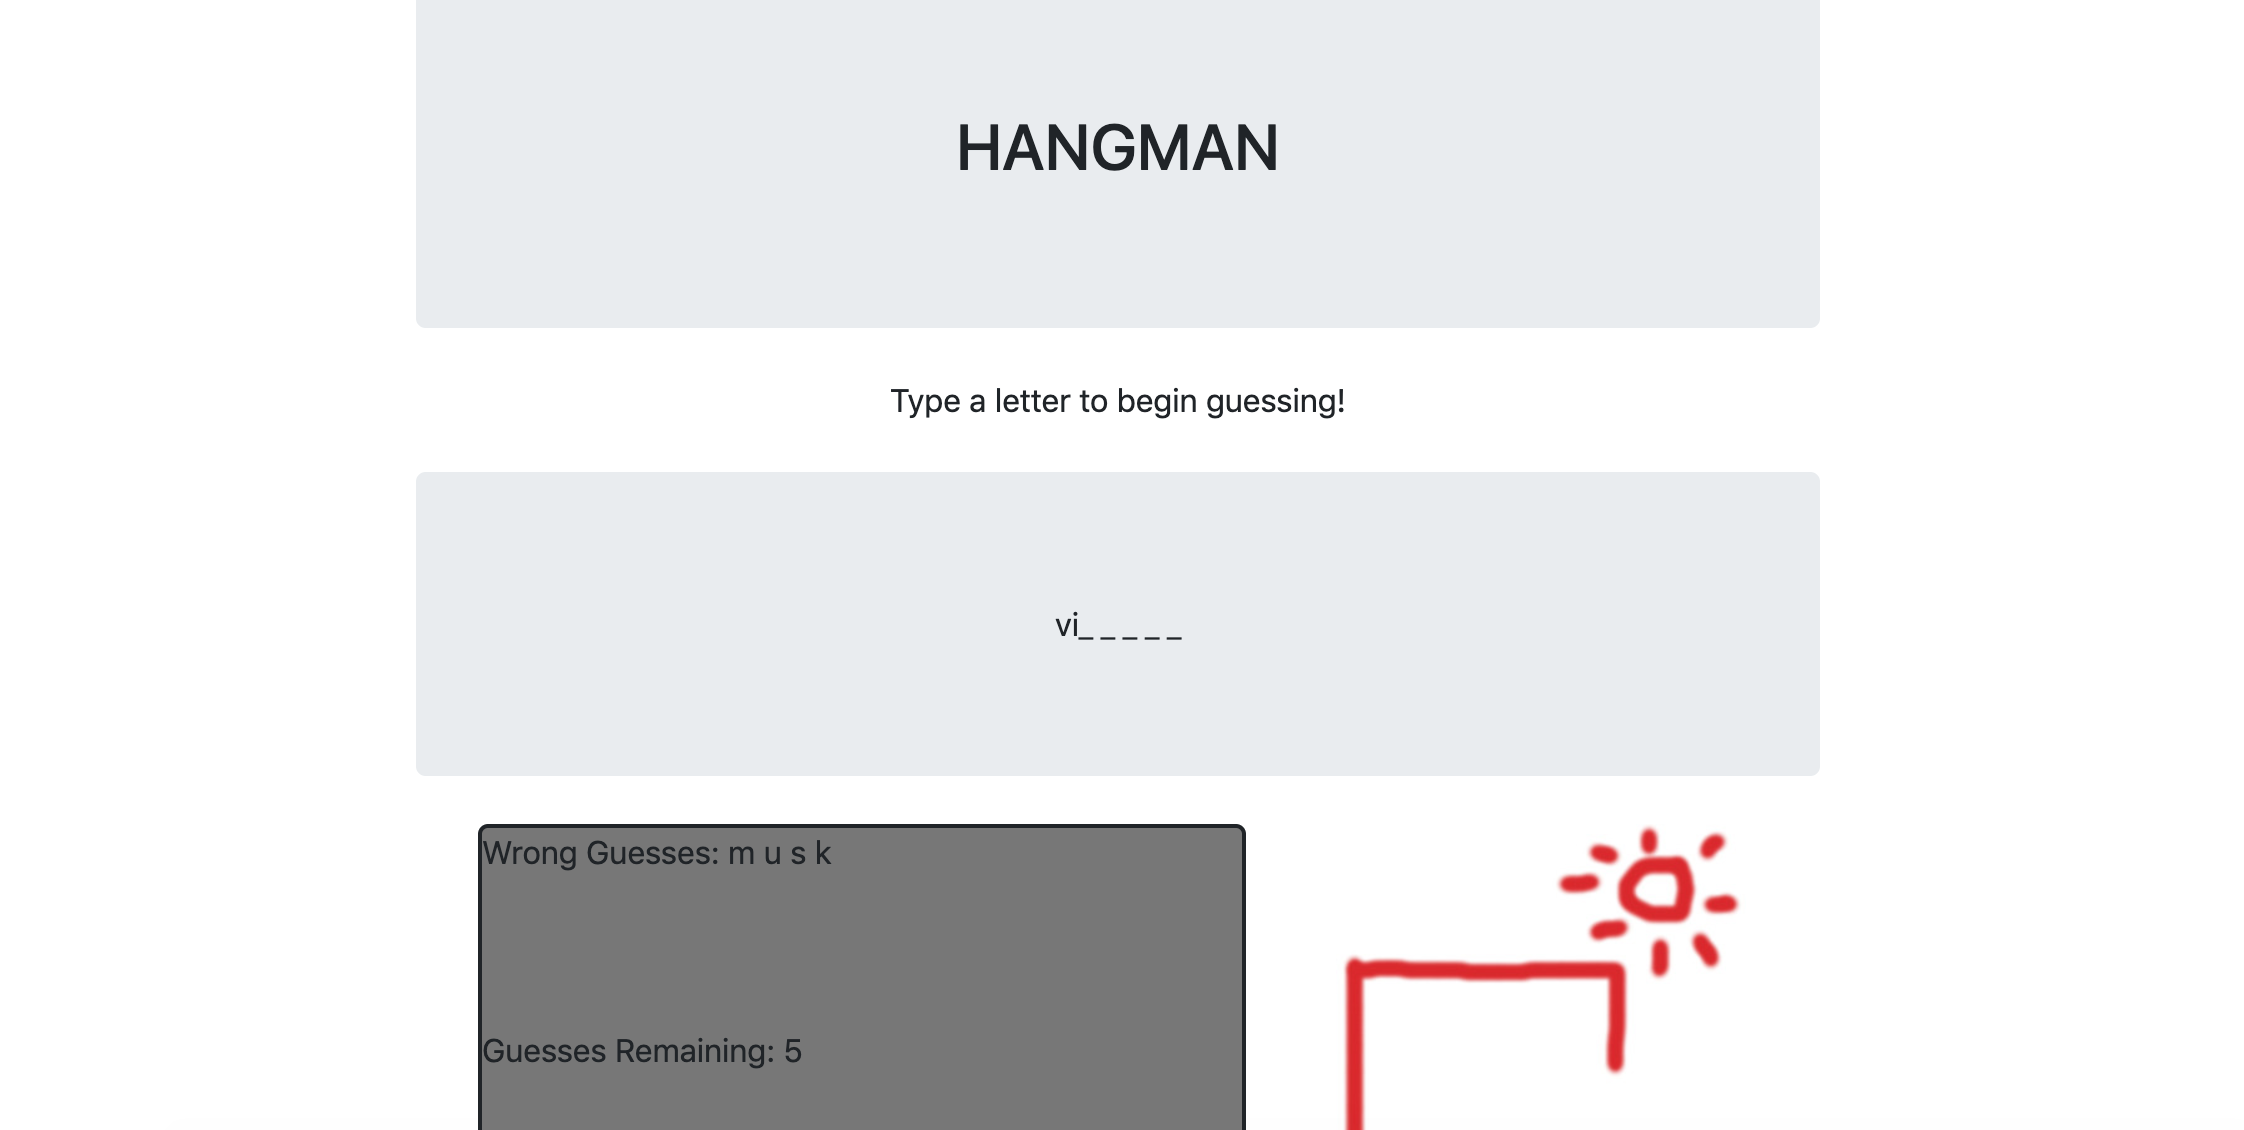 HANGMAN
Type a letter to begin guessing!
vi_ _ _ _ _
Wrong Guesses: m u s k
Guesses Remaining: 5